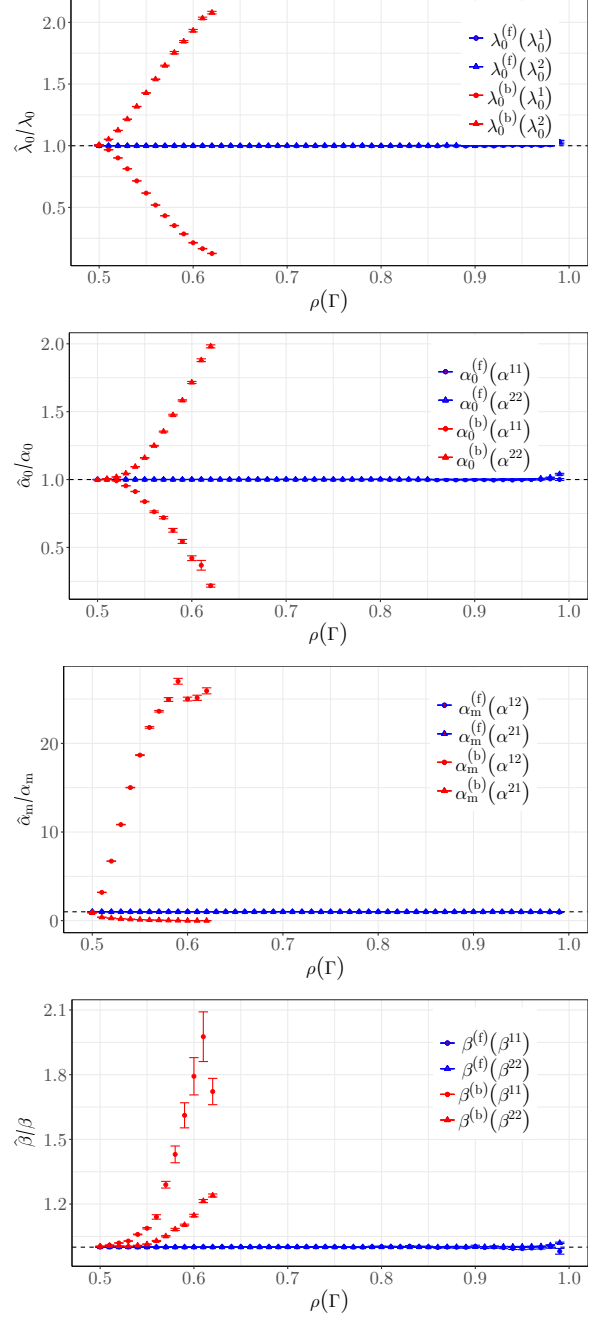 2.0
1.5
1.0
0.5
λ̂₀/λ₀
λ₀^(f)(λ₀¹)
λ₀^(f)(λ₀²)
λ₀^(b)(λ₀¹)
λ₀^(b)(λ₀²)
0.5 0.6 0.7 0.8 0.9 1.0
ρ(Γ)
2.0
1.5
1.0
0.5
α̂₀/α₀
α₀^(f)(α¹¹)
α₀^(f)(α²²)
α₀^(b)(α¹¹)
α₀^(b)(α²²)
0.5 0.6 0.7 0.8 0.9 1.0
ρ(Γ)
20
10
0
α̂ₘ/αₘ
αₘ^(f)(α¹²)
αₘ^(f)(α²¹)
αₘ^(b)(α¹²)
αₘ^(b)(α²¹)
0.5 0.6 0.7 0.8 0.9 1.0
ρ(Γ)
2.1
1.8
1.5
1.2
β̂/β
β^(f)(β¹¹)
β^(f)(β²²)
β^(b)(β¹¹)
β^(b)(β²²)
0.5 0.6 0.7 0.8 0.9 1.0
ρ(Γ)